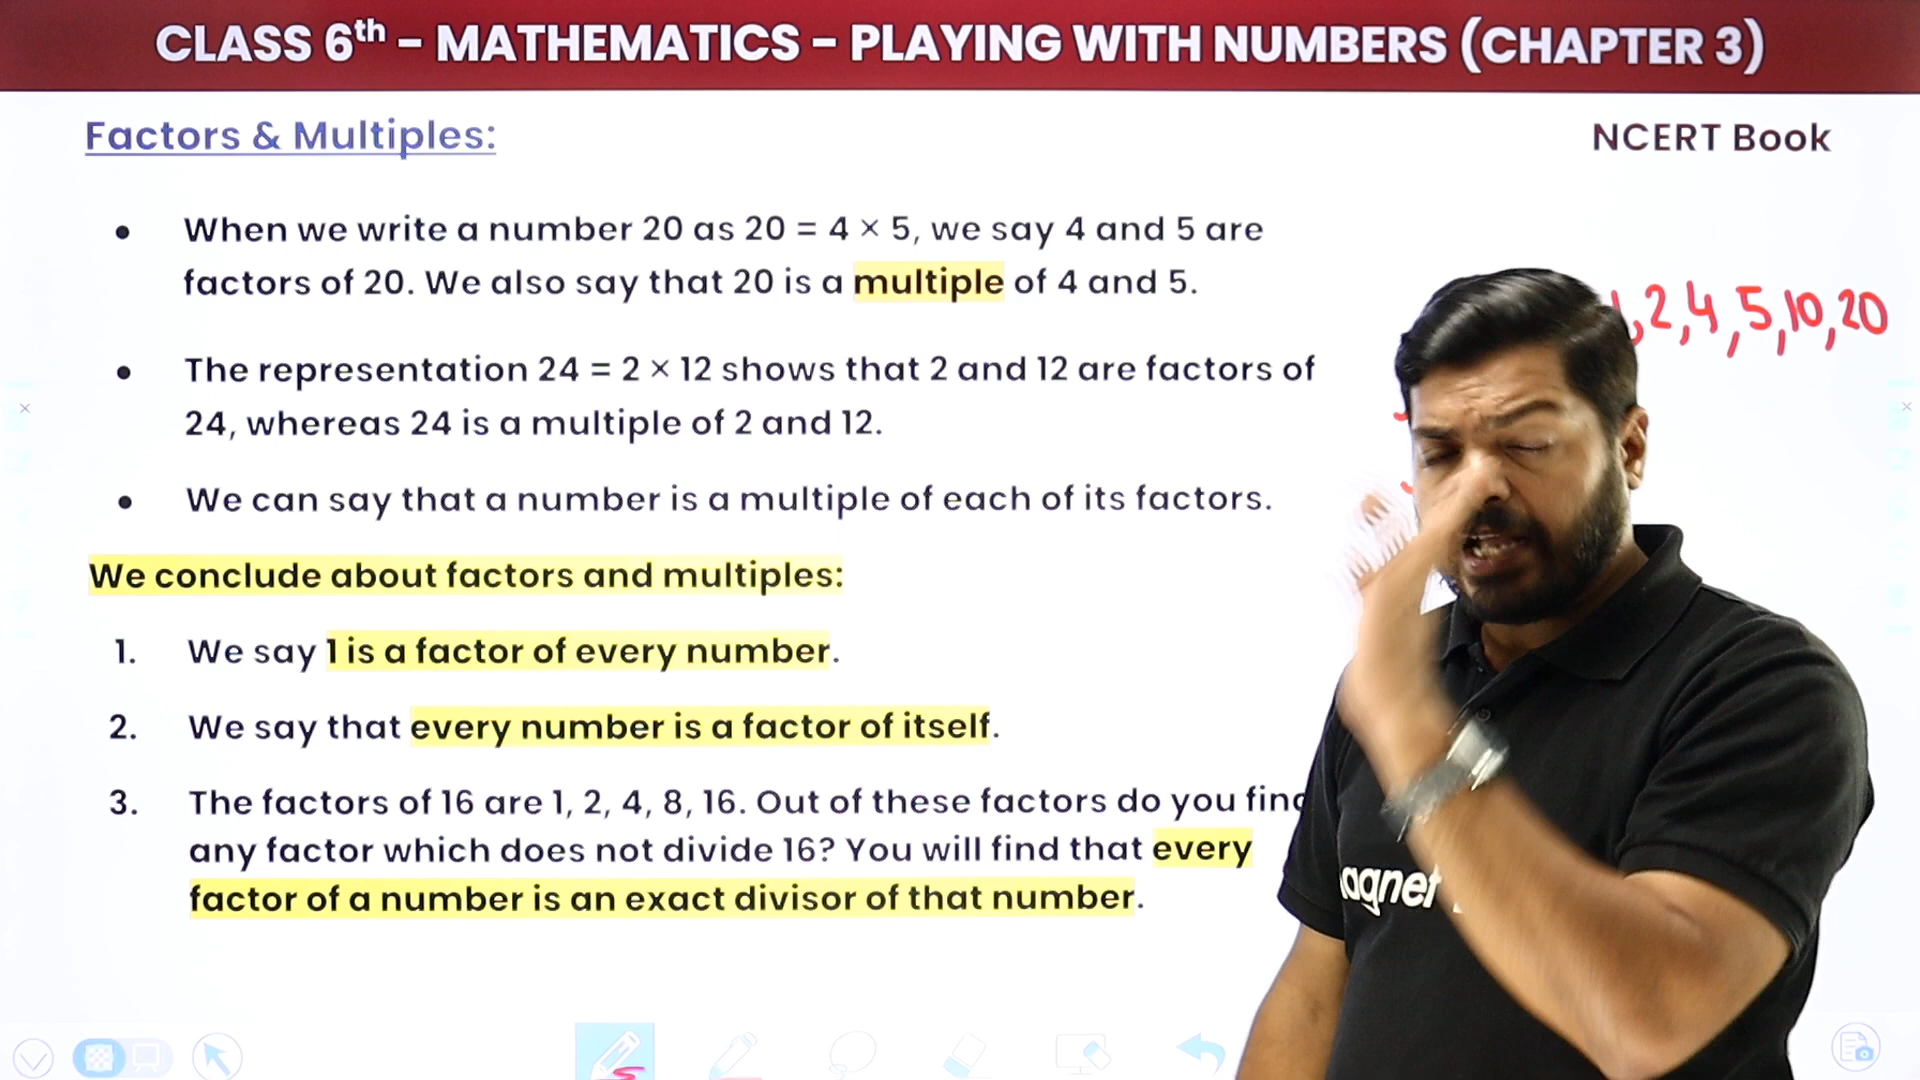 CLASS 6th – MATHEMATICS – PLAYING WITH NUMBERS (CHAPTER 3)
Factors & Multiples:
NCERT Book
• When we write a number 20 as 20 = 4 × 5, we say 4 and 5 are
factors of 20. We also say that 20 is a multiple of 4 and 5.
,2,4,5,10,20
• The representation 24 = 2 × 12 shows that 2 and 12 are factors of
24, whereas 24 is a multiple of 2 and 12.
• We can say that a number is a multiple of each of its factors.
We conclude about factors and multiples:
1. We say 1 is a factor of every number.
2. We say that every number is a factor of itself.
3. The factors of 16 are 1, 2, 4, 8, 16. Out of these factors do you find
any factor which does not divide 16? You will find that every
factor of a number is an exact divisor of that number.
agnet